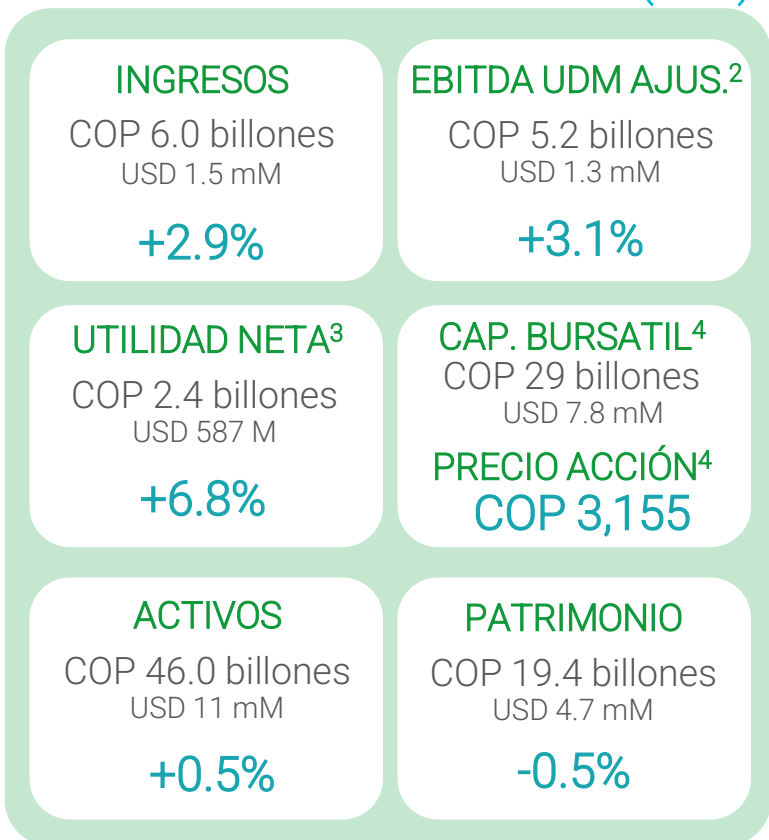 INGRESOS
COP 6.0 billones
USD 1.5 mM
+2.9%
EBITDA UDM AJUS.²
COP 5.2 billones
USD 1.3 mM
+3.1%
UTILIDAD NETA³
COP 2.4 billones
USD 587 M
+6.8%
CAP. BURSATIL⁴
COP 29 billones
USD 7.8 mM
PRECIO ACCIÓN⁴
COP 3,155
ACTIVOS
COP 46.0 billones
USD 11 mM
+0.5%
PATRIMONIO
COP 19.4 billones
USD 4.7 mM
-0.5%